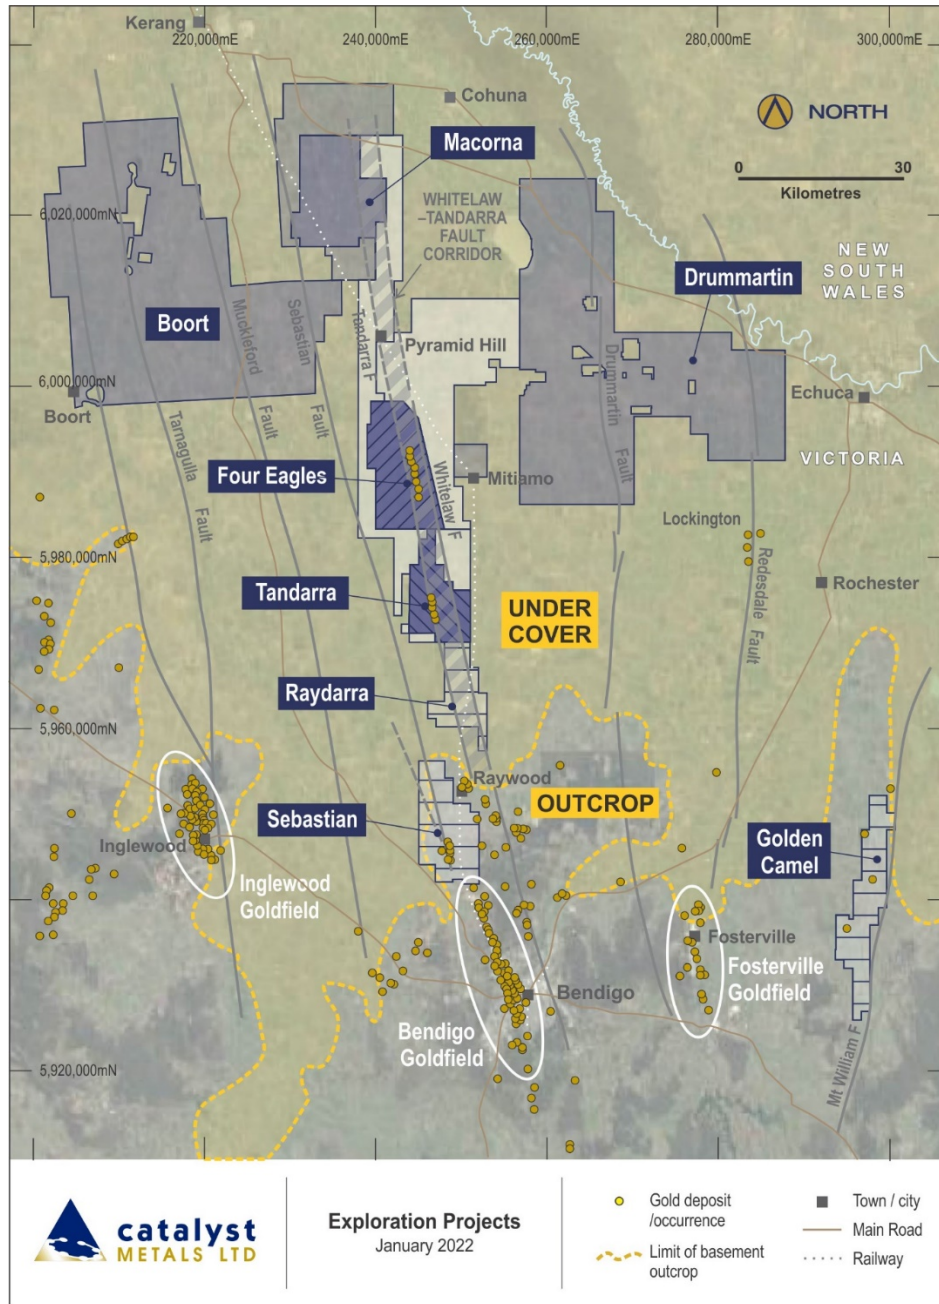 Kerang
220,000mE
240,000mE
260,000mE
280,000mE
300,000mE
Cohuna
NORTH
Macorna
0
30
Kilometres
6,020,000mN
WHITELAW
–TANDARRA
FAULT
CORRIDOR
NEW
SOUTH
WALES
Drummartin
Boort
Muckleford
Fault
Sebastian
Fault
Tandarra F
Pyramid Hill
Drummartin
Fault
6,000,000mN
Echuca
Boort
Tarnagulla
Fault
VICTORIA
Four Eagles
Whitelaw F
Mitiamo
Lockington
5,980,000mN
Redesdale
Fault
Rochester
Tandarra
UNDER
COVER
Raydarra
5,960,000mN
Raywood
OUTCROP
Sebastian
Golden
Camel
Inglewood
Inglewood
Goldfield
Fosterville
Fosterville
Goldfield
Bendigo
Bendigo
Goldfield
Mt William F
5,920,000mN
catalyst
METALS LTD
Exploration Projects
January 2022
Gold deposit
/occurrence
Limit of basement
outcrop
Town / city
Main Road
Railway